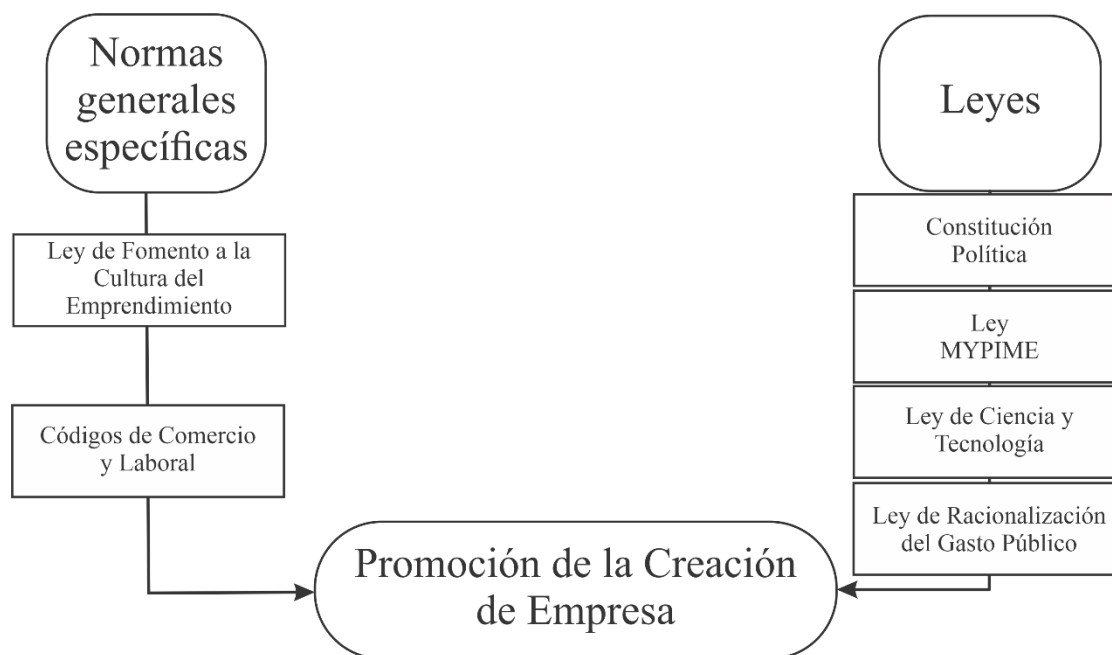 Normas
generales
específicas
Ley de Fomento a la
Cultura del
Emprendimiento
Códigos de Comercio
y Laboral
Leyes
Constitución
Política
Ley
MYPIME
Ley de Ciencia y
Tecnología
Ley de Racionalización
del Gasto Público
Promoción de la Creación
de Empresa